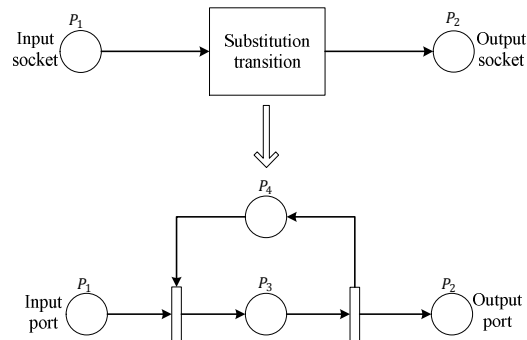 P1
P2
Input
socket
Substitution
transition
Output
socket
P4
P1
P3
P2
Input
port
Output
port